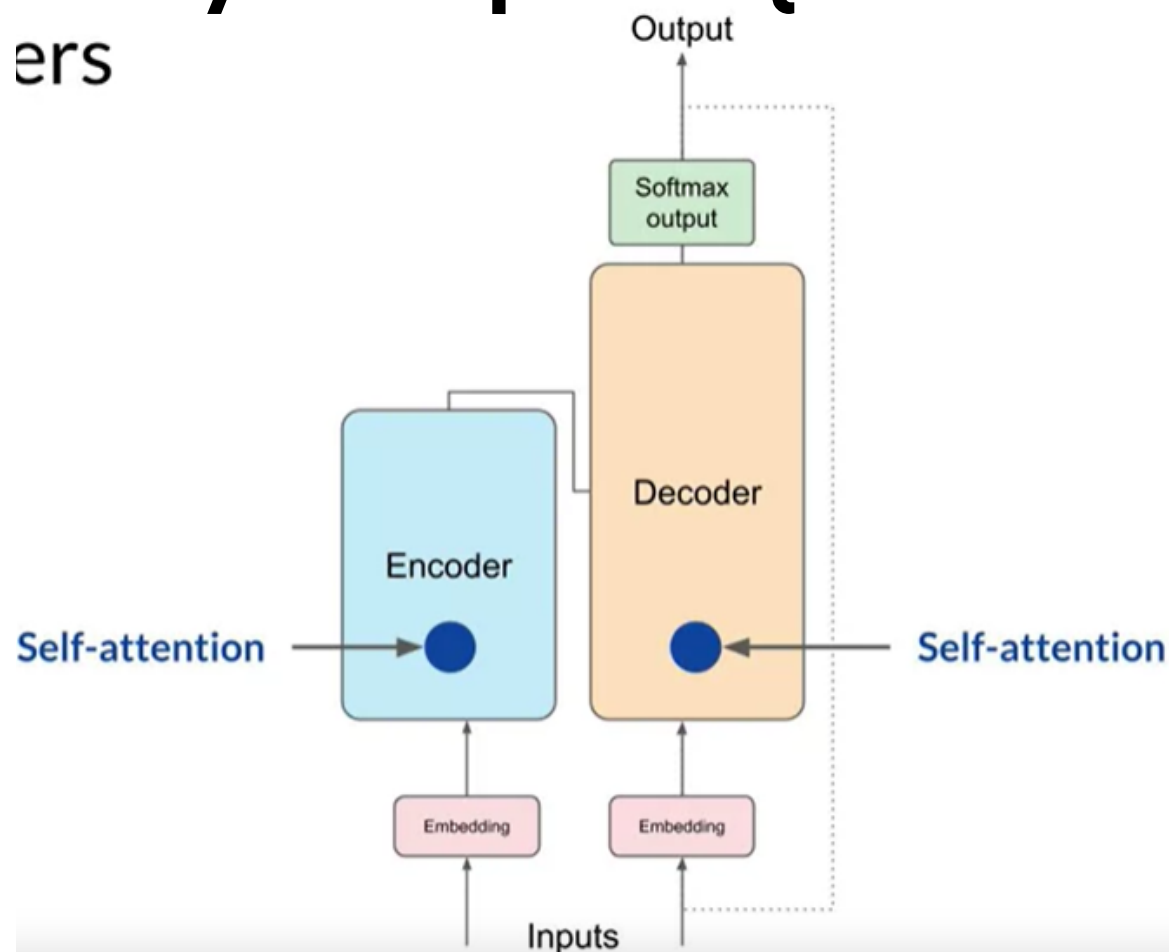 ers
Output
Softmax
output
Decoder
Encoder
Self-attention
Self-attention
Embedding
Embedding
Inputs